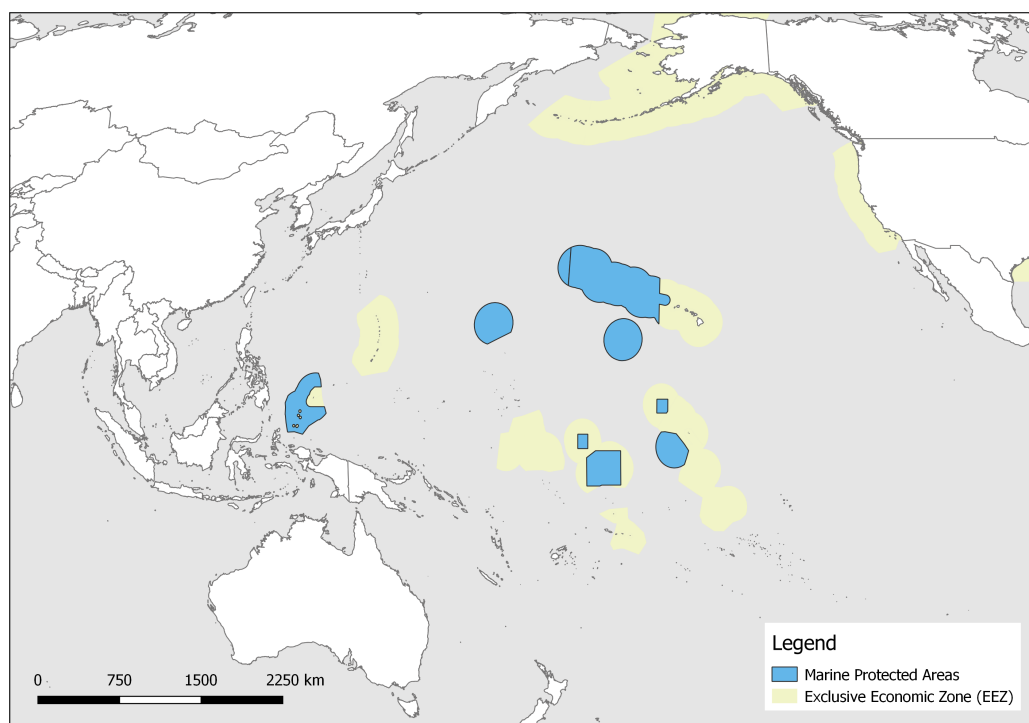 Legend
Marine Protected Areas
Exclusive Economic Zone (EEZ)
0 750 1500 2250 km